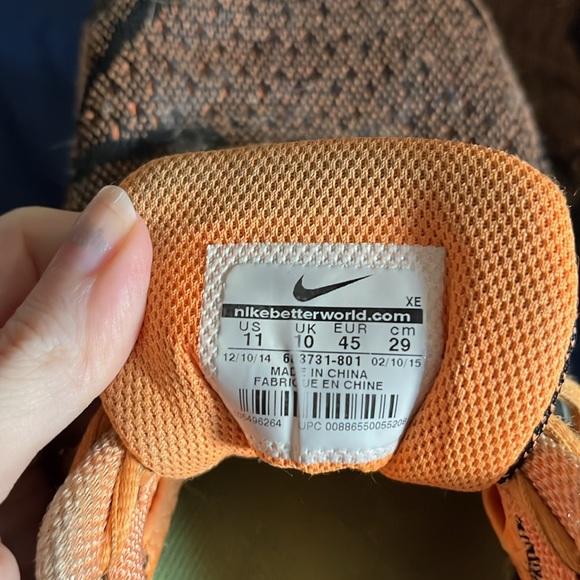 XE
nikebetterworld.com
US UK EUR cm
11 10 45 29
12/10/14 02/10/15
MADE IN CHINA
FABRIQUÉ EN CHINE
UPC